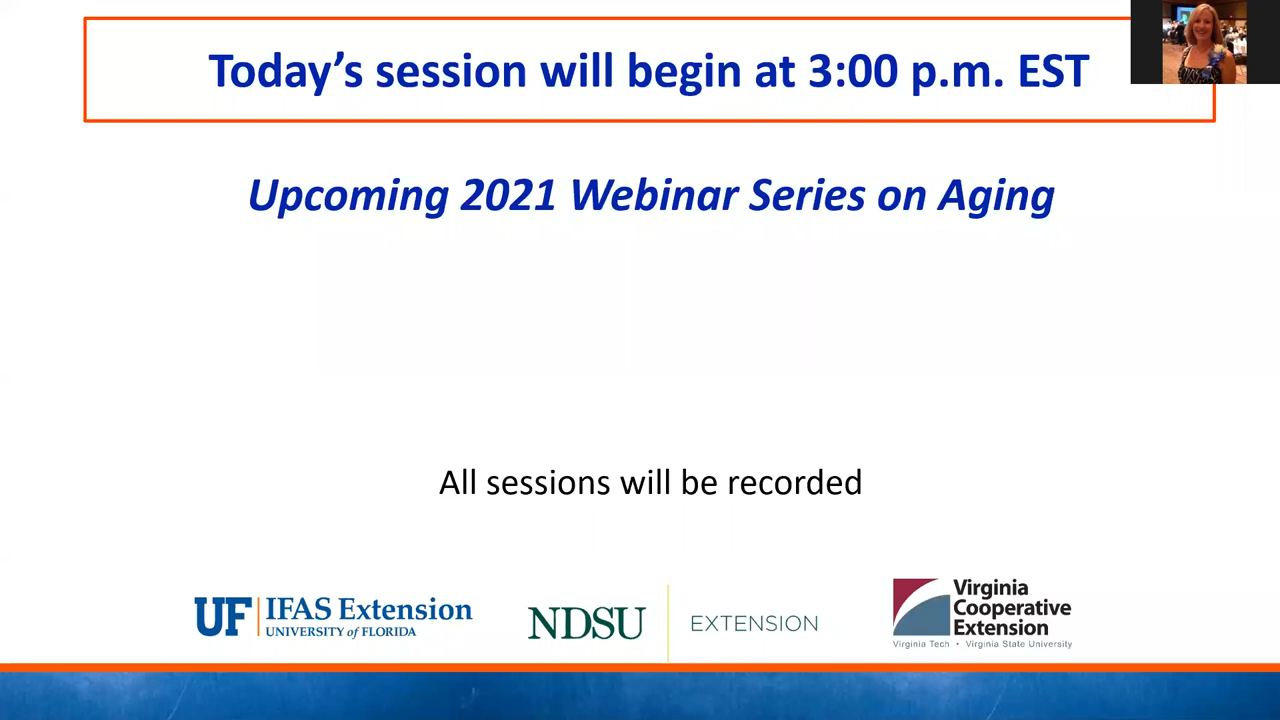 Today's session will begin at 3:00 p.m. EST
Upcoming 2021 Webinar Series on Aging
All sessions will be recorded
UF IFAS Extension
UNIVERSITY of FLORIDA
NDSU EXTENSION
Virginia
Cooperative
Extension
Virginia Tech • Virginia State University